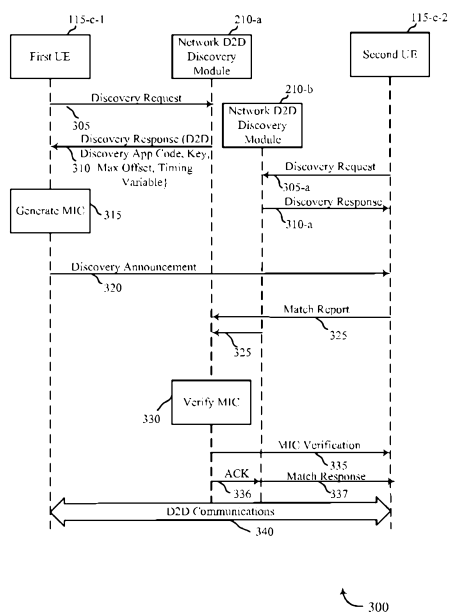 115-c-1
210-a
115-c-2
First UE
Network D2D
Discovery
Module
Second UE
210-b
Discovery Request
305
Network D2D
Discovery
Module
Discovery Response (D2D
Discovery App Code, Key,
310 Max Offset, Timing
Variable}
Discovery Request
305-a
Discovery Response
310-a
Generate MIC
315
Discovery Announcement
320
Match Report
325
325
Verify MIC
330
MIC Verification
335
ACK
336
Match Response
337
D2D Communications
340
300